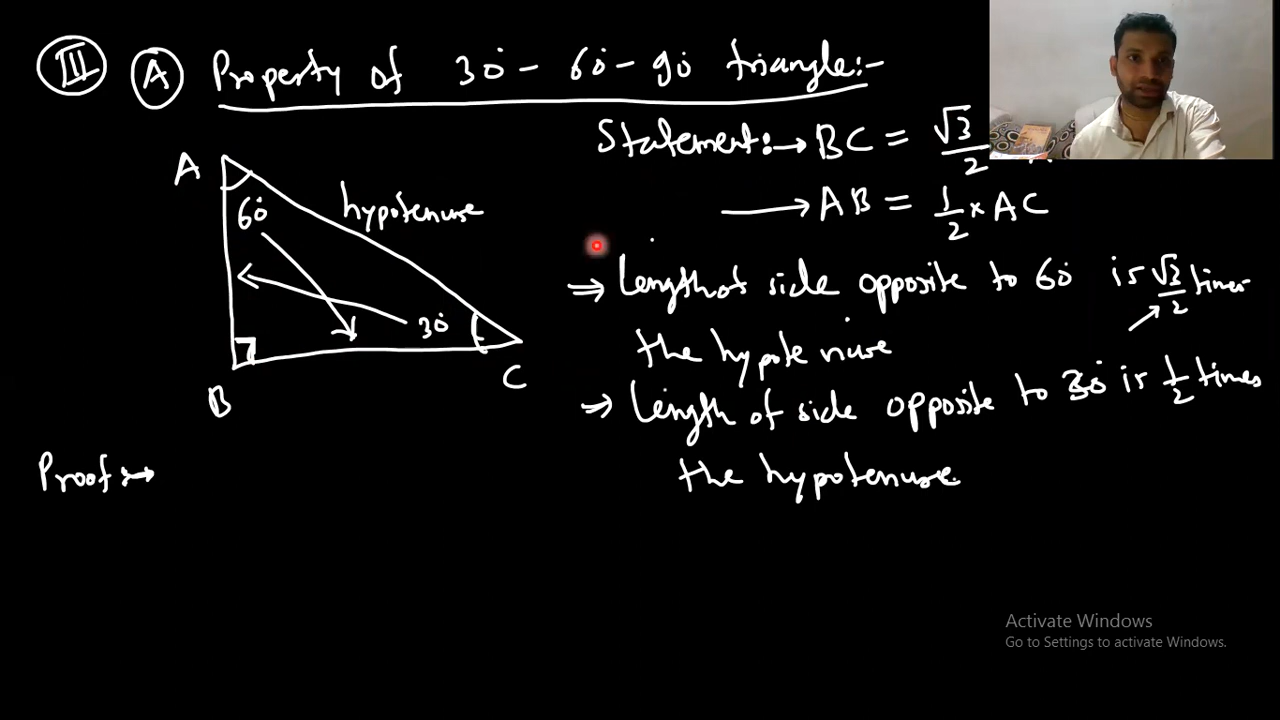 III A Property of 30° - 60° - 90° triangle:-
Statement:→ BC = √3/2
→ AB = 1/2 × AC
A
60°
hypotenuse
30°
B
C
⇒ Length of side opposite to 60° is √3/2 times
the hypotenuse
⇒ Length of side opposite to 30° is 1/2 times
the hypotenuse.
Proof:→
Activate Windows
Go to Settings to activate Windows.